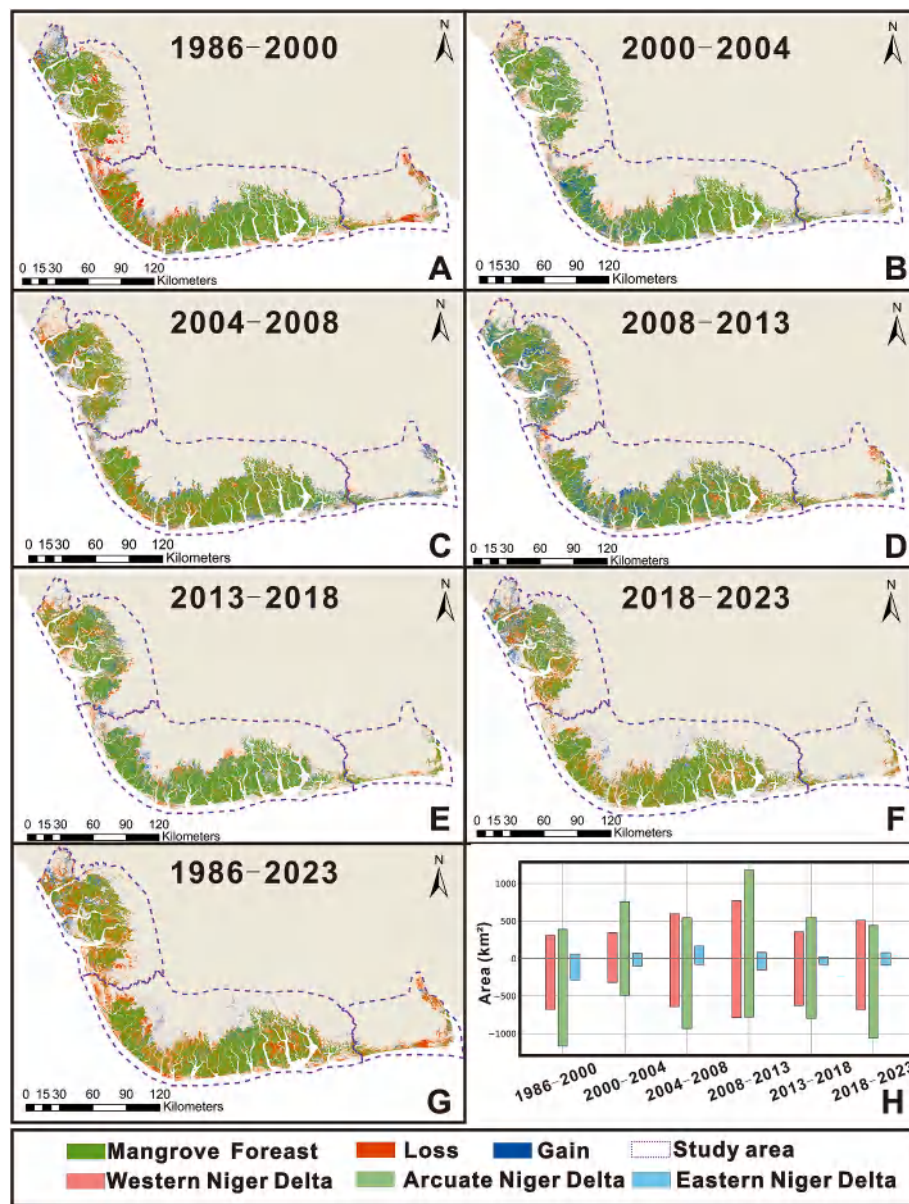 1986-2000
N
0 15 30 60 90 120
Kilometers
A
2000-2004
N
0 15 30 60 90 120
Kilometers
B
2004-2008
N
0 15 30 60 90 120
Kilometers
C
2008-2013
N
0 15 30 60 90 120
Kilometers
D
2013-2018
N
0 15 30 60 90 120
Kilometers
E
2018-2023
N
0 15 30 60 90 120
Kilometers
F
1986-2023
N
0 15 30 60 90 120
Kilometers
G
Area (km²)
1000
500
0
-500
-1000
1986-2000
2000-2004
2004-2008
2008-2013
2013-2018
2018-2023
H
Mangrove Foreast Loss Gain Study area
Western Niger Delta Arcuate Niger Delta Eastern Niger Delta